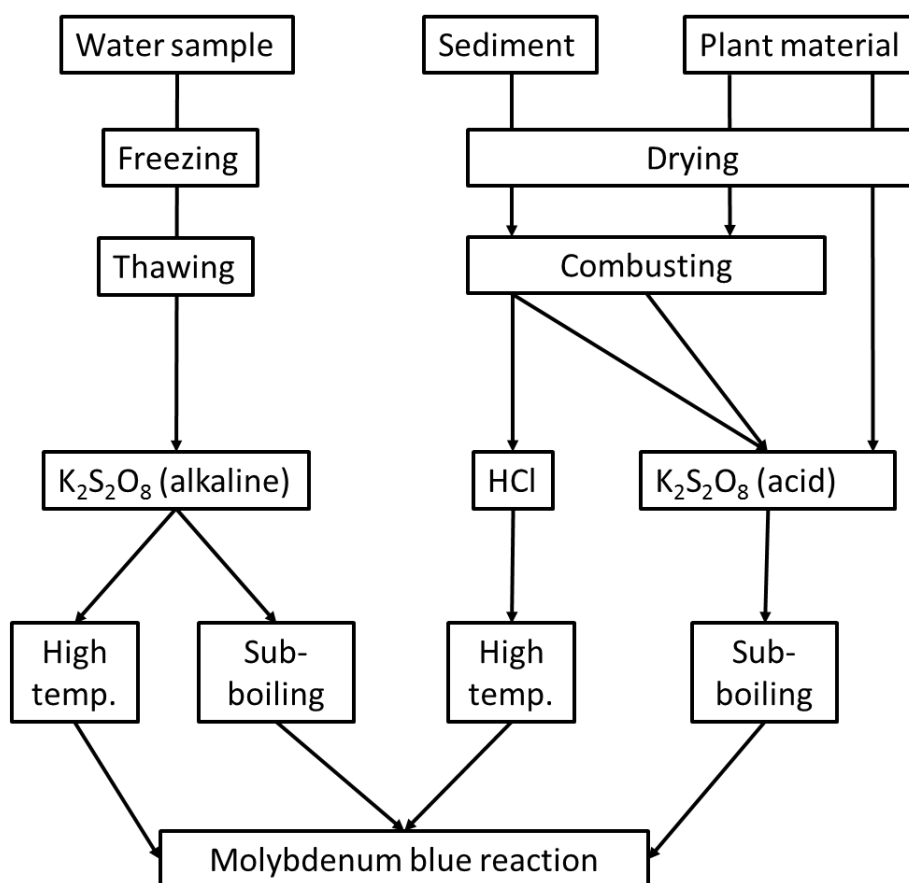 Water sample
Sediment
Plant material
Freezing
Drying
Thawing
Combusting
K₂S₂O₈ (alkaline)
HCl
K₂S₂O₈ (acid)
High
temp.
Sub-
boiling
High
temp.
Sub-
boiling
Molybdenum blue reaction